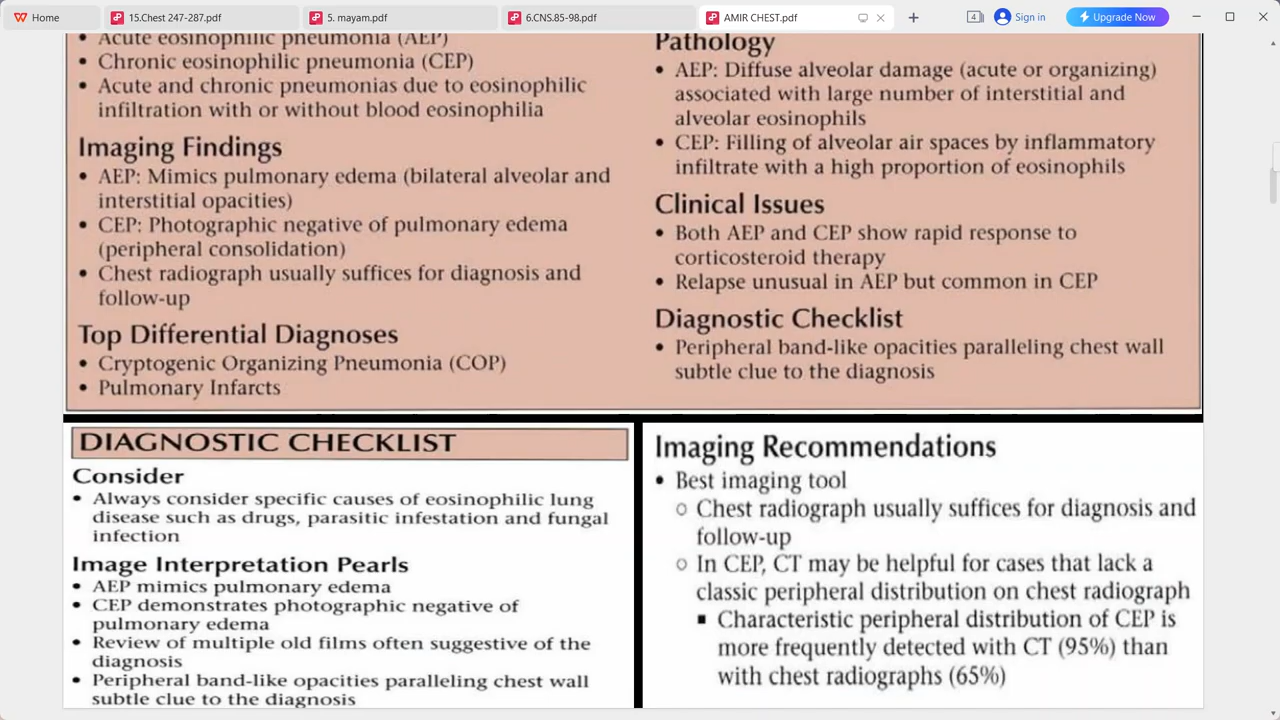 Home
15.Chest 247-287.pdf
5. mayam.pdf
6.CNS.85-98.pdf
AMIR CHEST.pdf
4
Sign in
Upgrade Now
• Acute eosinophilic pneumonia (AEP)
• Chronic eosinophilic pneumonia (CEP)
• Acute and chronic pneumonias due to eosinophilic
infiltration with or without blood eosinophilia
Imaging Findings
• AEP: Mimics pulmonary edema (bilateral alveolar and
interstitial opacities)
• CEP: Photographic negative of pulmonary edema
(peripheral consolidation)
• Chest radiograph usually suffices for diagnosis and
follow-up
Top Differential Diagnoses
• Cryptogenic Organizing Pneumonia (COP)
• Pulmonary Infarcts
Pathology
• AEP: Diffuse alveolar damage (acute or organizing)
associated with large number of interstitial and
alveolar eosinophils
• CEP: Filling of alveolar air spaces by inflammatory
infiltrate with a high proportion of eosinophils
Clinical Issues
• Both AEP and CEP show rapid response to
corticosteroid therapy
• Relapse unusual in AEP but common in CEP
Diagnostic Checklist
• Peripheral band-like opacities paralleling chest wall
subtle clue to the diagnosis
DIAGNOSTIC CHECKLIST
Consider
• Always consider specific causes of eosinophilic lung
disease such as drugs, parasitic infestation and fungal
infection
Image Interpretation Pearls
• AEP mimics pulmonary edema
• CEP demonstrates photographic negative of
pulmonary edema
• Review of multiple old films often suggestive of the
diagnosis
• Peripheral band-like opacities paralleling chest wall
subtle clue to the diagnosis
Imaging Recommendations
• Best imaging tool
○ Chest radiograph usually suffices for diagnosis and
follow-up
○ In CEP, CT may be helpful for cases that lack a
classic peripheral distribution on chest radiograph
▪ Characteristic peripheral distribution of CEP is
more frequently detected with CT (95%) than
with chest radiographs (65%)